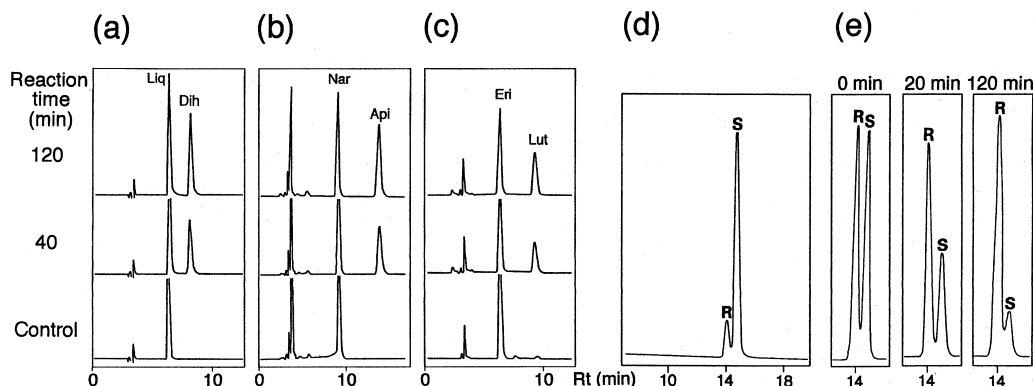 (a) (b) (c) (d) (e)
Reaction time (min)
120
40
Control
Liq Dih
0 10
Nar Api
0 10
Eri Lut
0 10
Rt (min)
R S
10 14 18
0 min 20 min 120 min
R S
14
R S
14
R S
14